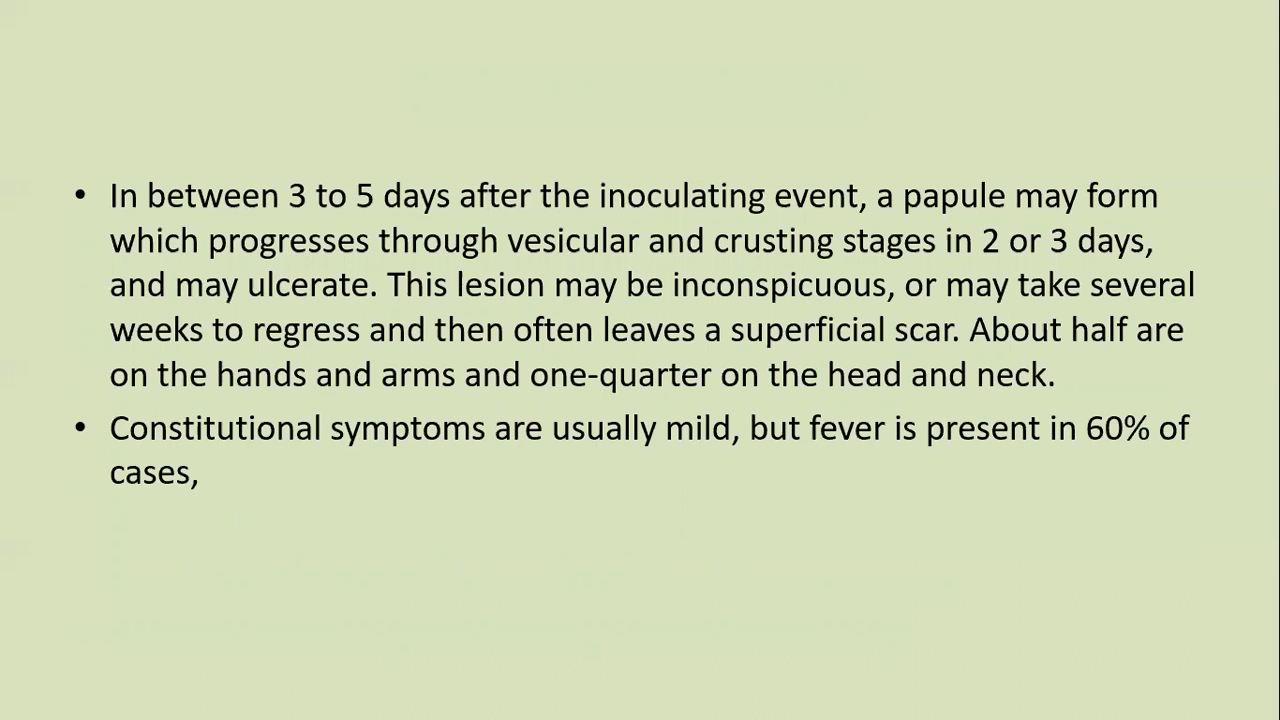 • In between 3 to 5 days after the inoculating event, a papule may form
which progresses through vesicular and crusting stages in 2 or 3 days,
and may ulcerate. This lesion may be inconspicuous, or may take several
weeks to regress and then often leaves a superficial scar. About half are
on the hands and arms and one-quarter on the head and neck.
• Constitutional symptoms are usually mild, but fever is present in 60% of
cases,